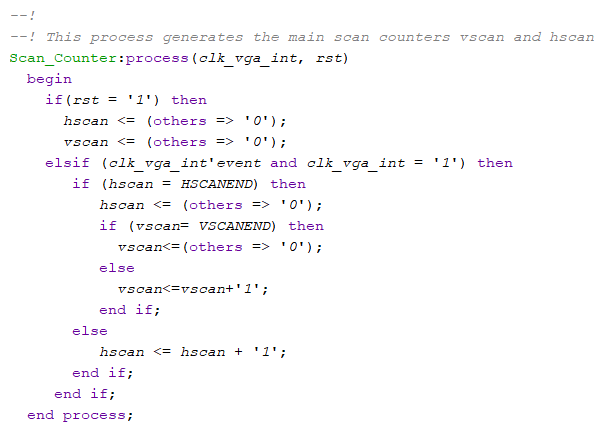 --!
--! This process generates the main scan counters vscan and hscan
Scan_Counter:process(clk_vga_int, rst)
  begin
    if(rst = '1') then
      hscan <= (others => '0');
      vscan <= (others => '0');
    elsif (clk_vga_int'event and clk_vga_int = '1') then
       if (hscan = HSCANEND) then
          hscan <= (others => '0');
          if (vscan= VSCANEND) then
            vscan<=(others => '0');
          else
            vscan<=vscan+'1';
          end if;
       else
          hscan <= hscan + '1';
       end if;
     end if;
  end process;